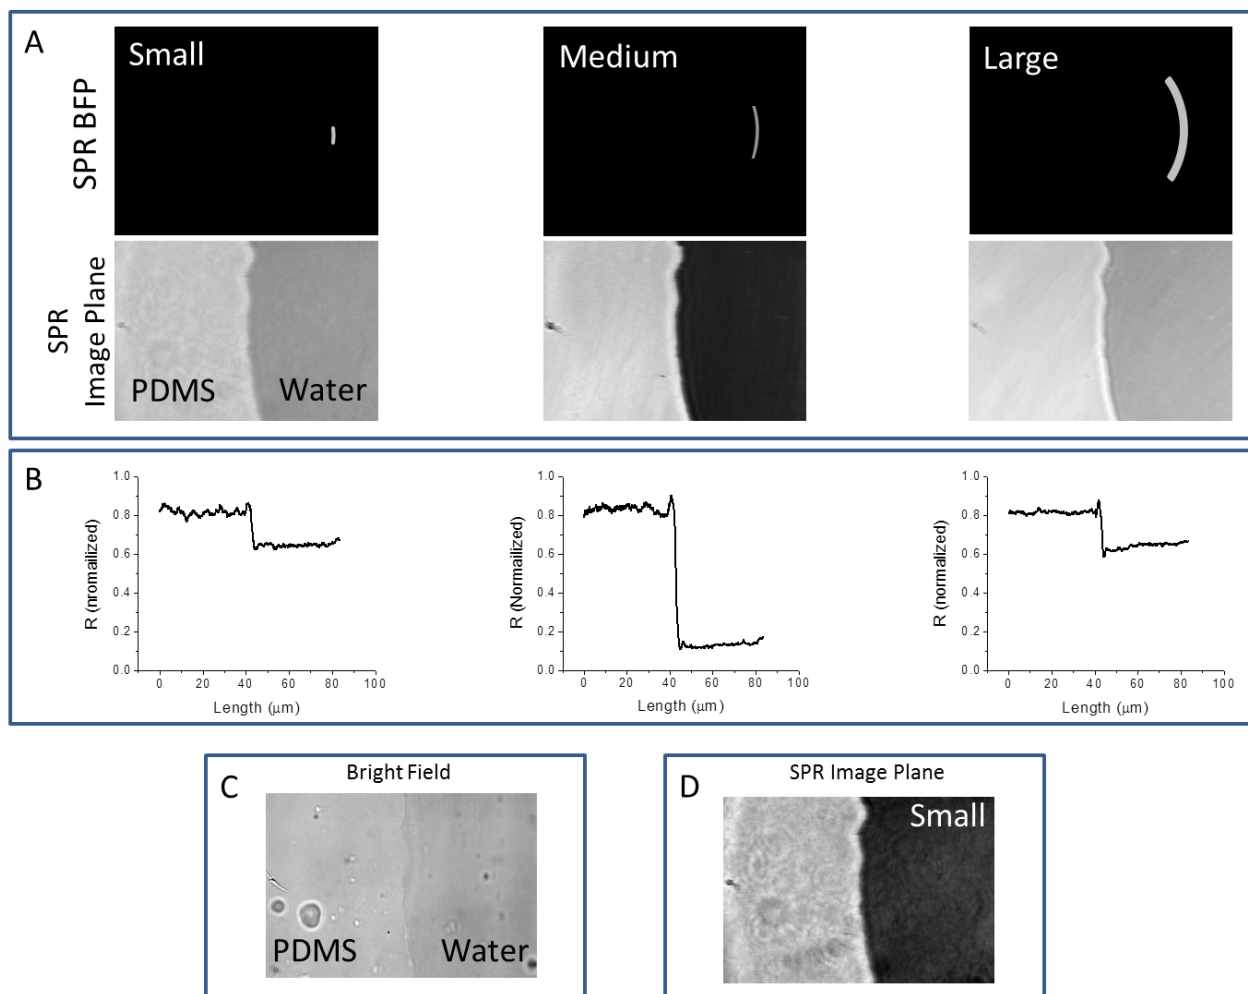 A
SPR BFP
Small
Medium
Large
SPR
Image Plane
PDMS
Water
B
R (nromailized)
1.0
0.8
0.6
0.4
0.2
0.0
0 20 40 60 80 100
Length (μm)
R (Normailized)
1.0
0.8
0.6
0.4
0.2
0.0
0 20 40 60 80 100
Length (μm)
R (normalized)
1.0
0.8
0.6
0.4
0.2
0.0
0 20 40 60 80 100
Length (μm)
C
Bright Field
PDMS
Water
D
SPR Image Plane
Small